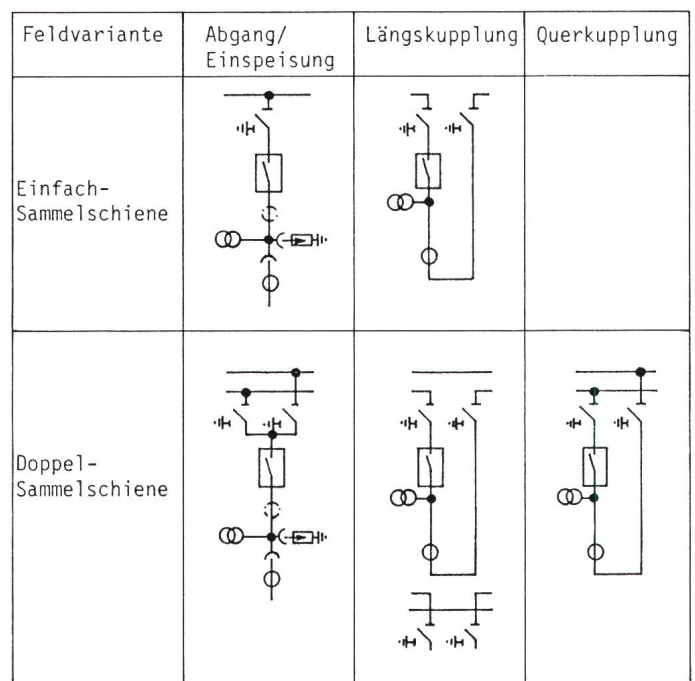 Feldvariante
Abgang/
Einspeisung
Längskupplung
Querkupplung
Einfach-
Sammelschiene
Doppel-
Sammelschiene